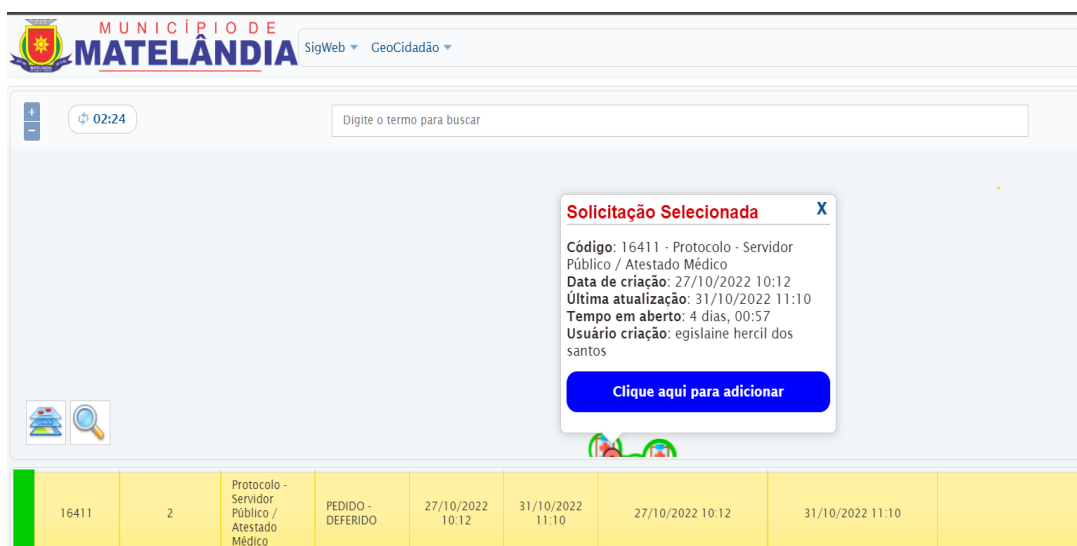 MUNICÍPIO DE
MATELÂNDIA
SigWeb GeoCidadão
+
02:24
Digite o termo para buscar
−
Solicitação Selecionada X
Código: 16411 - Protocolo - Servidor
Público / Atestado Médico
Data de criação: 27/10/2022 10:12
Última atualização: 31/10/2022 11:10
Tempo em aberto: 4 dias, 00:57
Usuário criação: egislaine hercil dos
santos
Clique aqui para adicionar
16411
2
Protocolo -
Servidor
Público /
Atestado
Médico
PEDIDO -
DEFERIDO
27/10/2022
10:12
31/10/2022
11:10
27/10/2022 10:12
31/10/2022 11:10